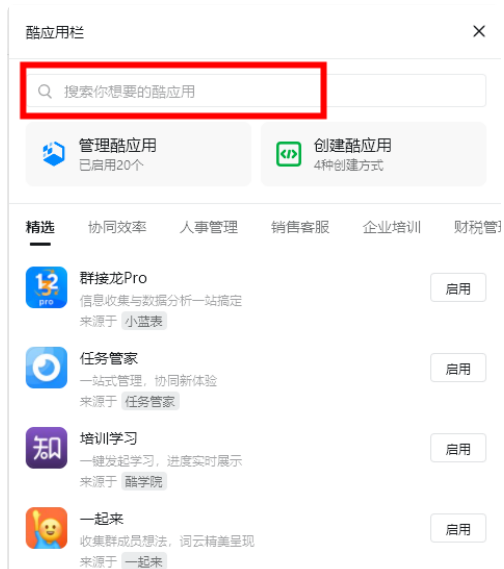 酷应用栏
搜索你想要的酷应用
管理酷应用
已启用20个
创建酷应用
4种创建方式
精选 协同效率 人事管理 销售客服 企业培训 财税管
群接龙Pro
信息收集与数据分析一站搞定
来源于 小蓝表
启用
任务管家
一站式管理，协同新体验
来源于 任务管家
启用
培训学习
一键发起学习，进度实时展示
来源于 酷学院
启用
一起来
收集群成员想法，词云精美呈现
来源于 一起来
启用
12
pro
知